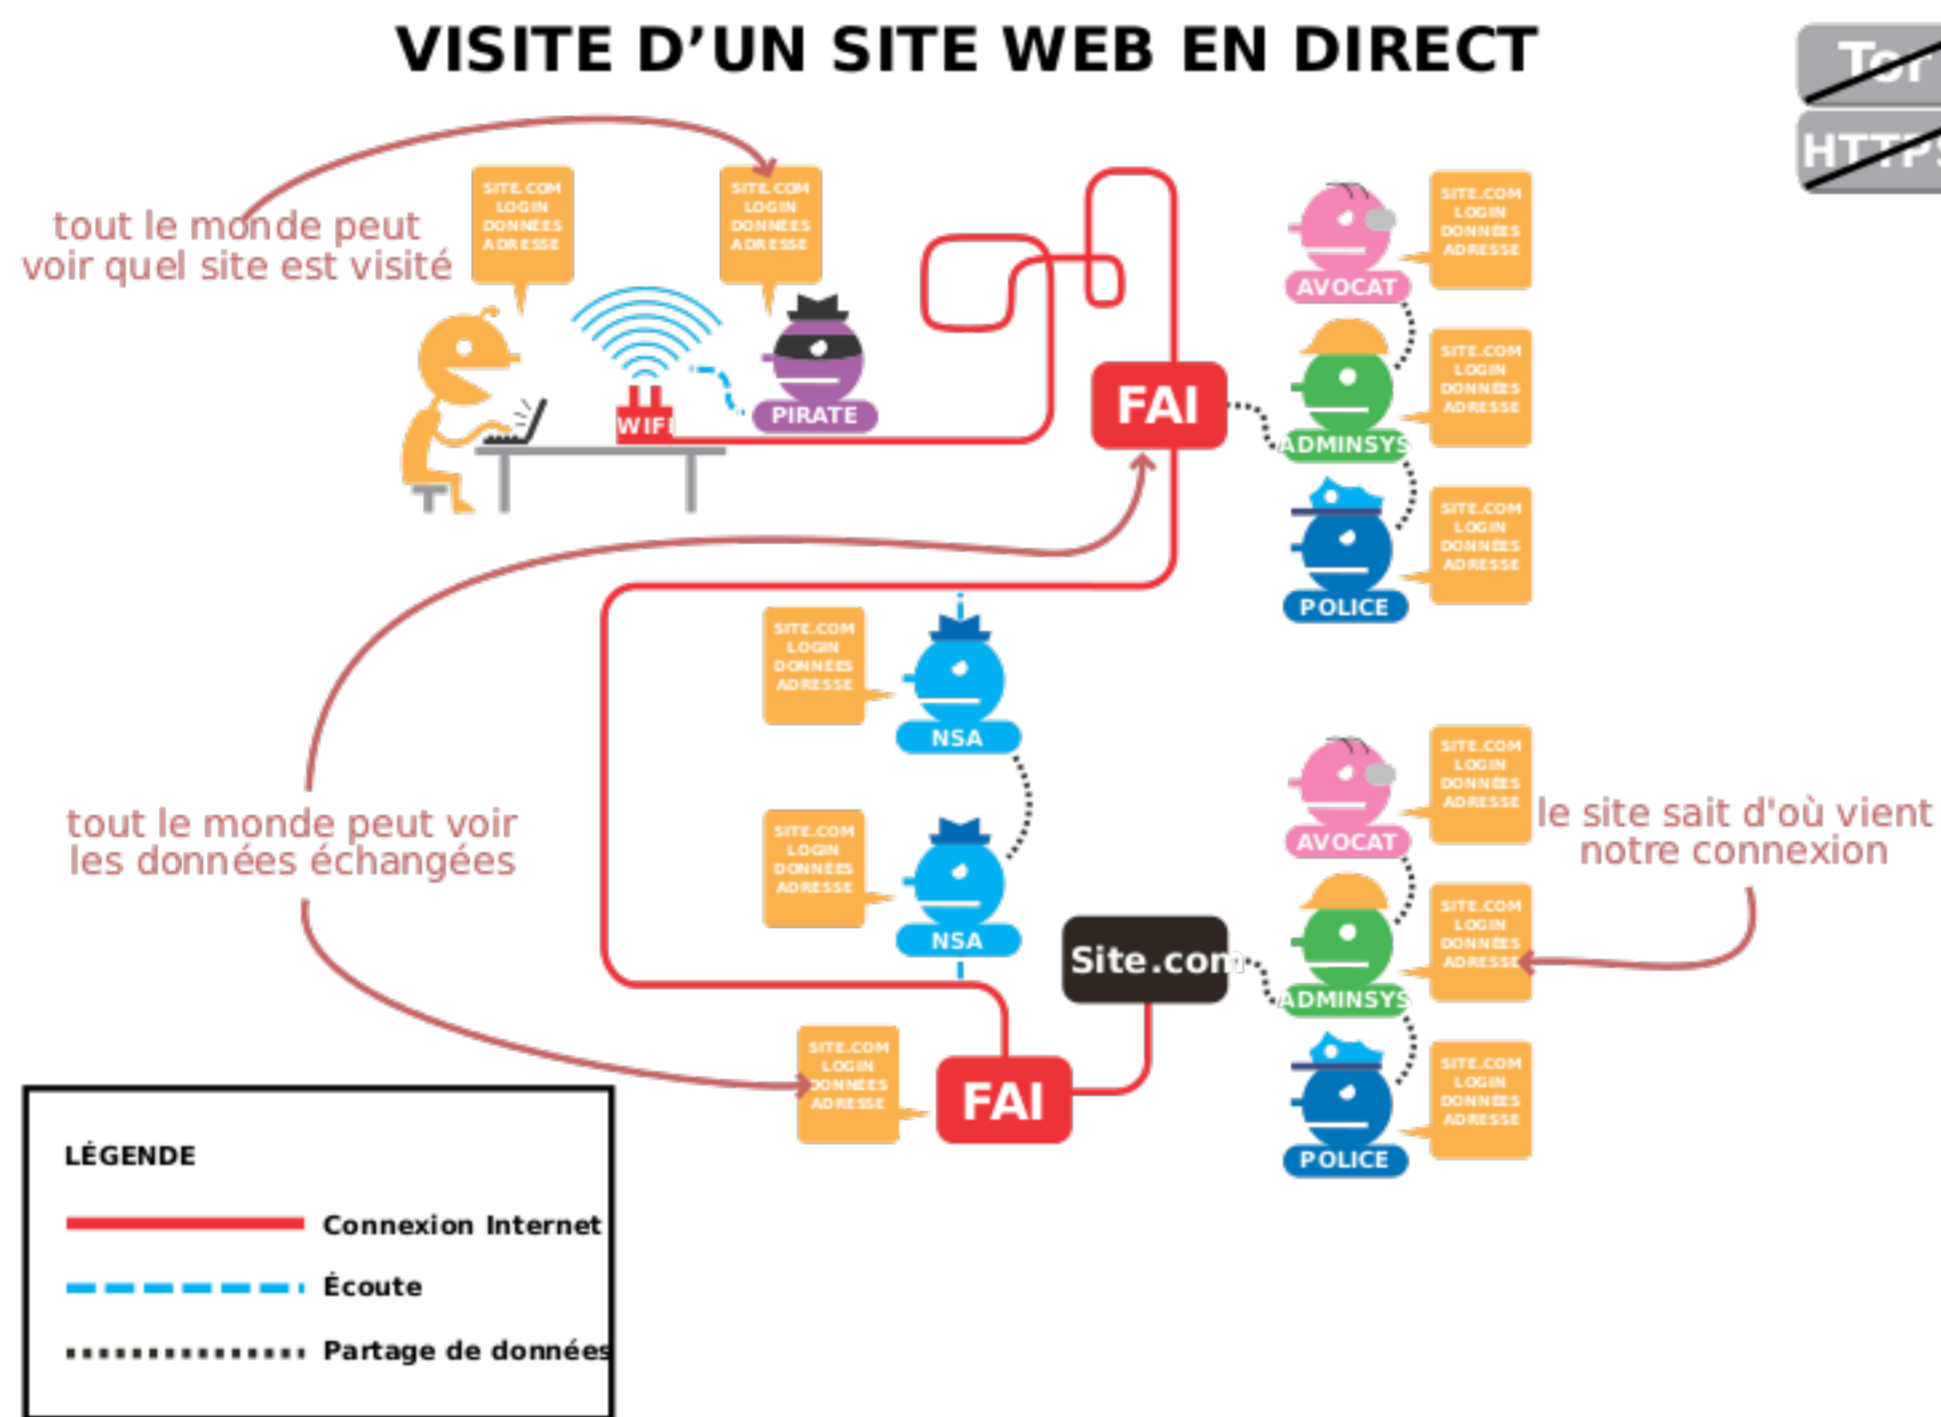 VISITE D’UN SITE WEB EN DIRECT
Tor
HTTPS
tout le monde peut
voir quel site est visité
SITE.COM
LOGIN
DONNÉES
ADRESSE
SITE.COM
LOGIN
DONNÉES
ADRESSE
WIFI
PIRATE
FAI
SITE.COM
LOGIN
DONNÉES
ADRESSE
AVOCAT
SITE.COM
LOGIN
DONNÉES
ADRESSE
ADMINSYS
SITE.COM
LOGIN
DONNÉES
ADRESSE
POLICE
SITE.COM
LOGIN
DONNÉES
ADRESSE
NSA
SITE.COM
LOGIN
DONNÉES
ADRESSE
NSA
tout le monde peut voir
les données échangées
SITE.COM
LOGIN
DONNÉES
ADRESSE
FAI
Site.com
SITE.COM
LOGIN
DONNÉES
ADRESSE
AVOCAT
le site sait d'où vient
notre connexion
SITE.COM
LOGIN
DONNÉES
ADRESSE
ADMINSYS
SITE.COM
LOGIN
DONNÉES
ADRESSE
POLICE
LÉGENDE
Connexion Internet
Écoute
Partage de données